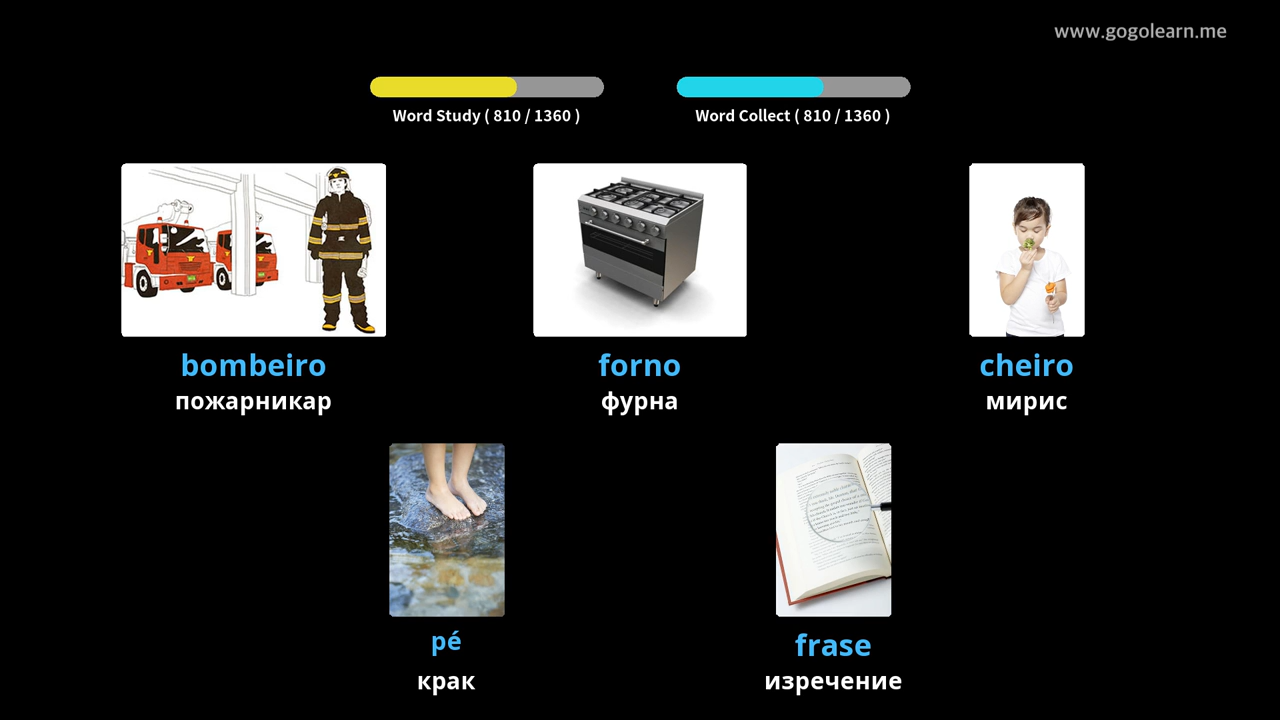 www.gogolearn.me
Word Study ( 810 / 1360 )
Word Collect ( 810 / 1360 )
bombeiro
пожарникар
forno
фурна
cheiro
мирис
pé
крак
frase
изречение